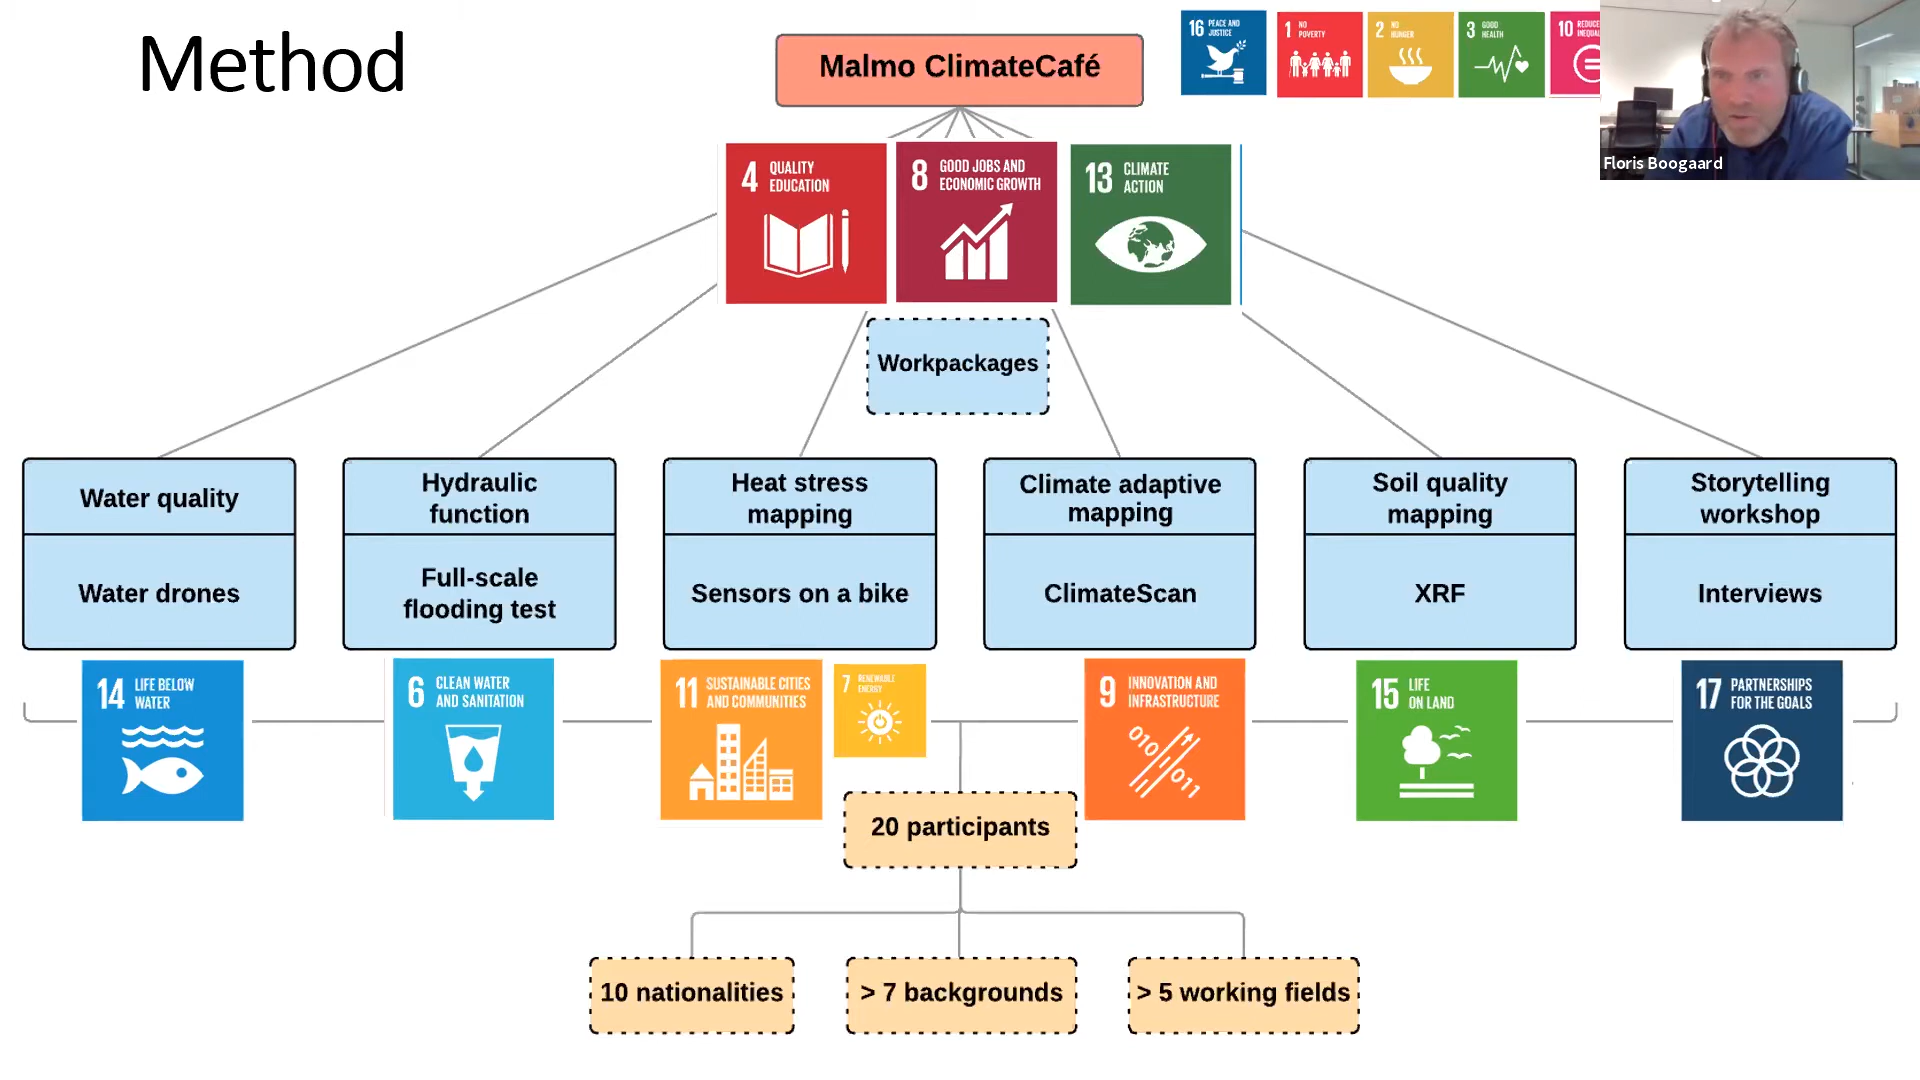 Method
Malmo ClimateCafé
16 PEACE AND
JUSTICE
1 NO
POVERTY
2 NO
HUNGER
3 GOOD
HEALTH
10 REDUCE
INEQUAL
Floris Boogaard
4 QUALITY
EDUCATION
8 GOOD JOBS AND
ECONOMIC GROWTH
13 CLIMATE
ACTION
Workpackages
Water quality
Water drones
Hydraulic
function
Full-scale
flooding test
Heat stress
mapping
Sensors on a bike
Climate adaptive
mapping
ClimateScan
Soil quality
mapping
XRF
Storytelling
workshop
Interviews
14 LIFE BELOW
WATER
6 CLEAN WATER
AND SANITATION
11 SUSTAINABLE CITIES
AND COMMUNITIES
7 RENEWABLE
ENERGY
9 INNOVATION AND
INFRASTRUCTURE
010
011
15 LIFE
ON LAND
17 PARTNERSHIPS
FOR THE GOALS
20 participants
10 nationalities
> 7 backgrounds
> 5 working fields